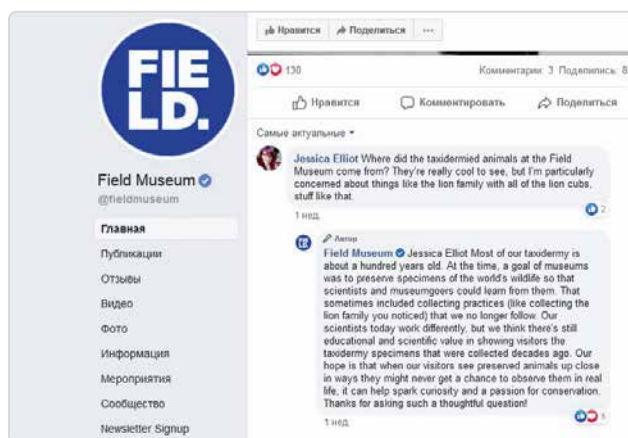 FIE
LD.
Field Museum
@fieldmuseum
Главная
Публикации
Отзывы
Видео
Фото
Информация
Мероприятия
Сообщество
Newsletter Signup
Нравится Поделиться ...
130 Комментарии: 3 Поделились: 8
Нравится Комментировать Поделиться
Самые актуальные
Jessica Elliot Where did the taxidermied animals at the Field
Museum come from? They're really cool to see, but I'm particularly
concerned about things like the lion family with all of the lion cubs,
stuff like that.
2
1 нед.
Автор
Field Museum Jessica Elliot Most of our taxidermy is
about a hundred years old. At the time, a goal of museums
was to preserve specimens of the world's wildlife so that
scientists and museumgoers could learn from them. That
sometimes included collecting practices (like collecting the
lion family you noticed) that we no longer follow. Our
scientists today work differently, but we think there's still
educational and scientific value in showing visitors the
taxidermy specimens that were collected decades ago. Our
hope is that when our visitors see preserved animals up close
in ways they might never get a chance to observe them in real
life, it can help spark curiosity and a passion for conservation.
Thanks for asking such a thoughtful question!
1 нед.